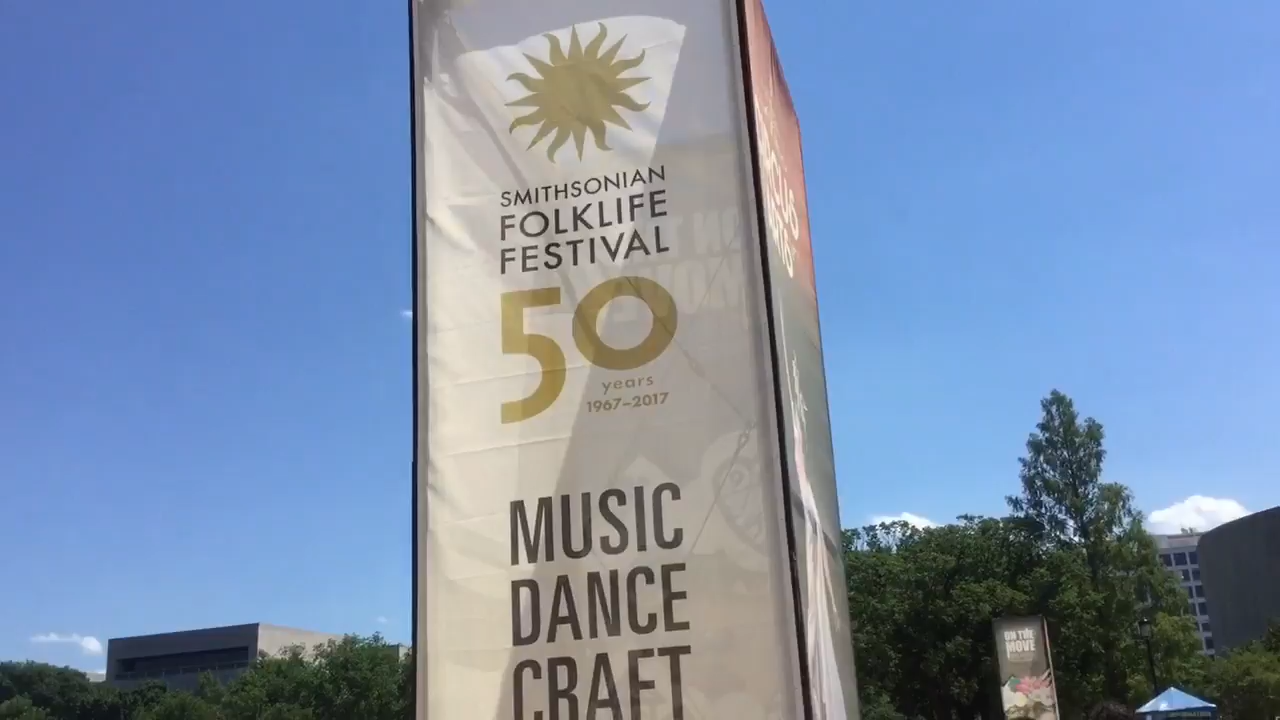 SMITHSONIAN
FOLKLIFE
FESTIVAL
50
years
1967–2017
MUSIC
DANCE
CRAFT
ON THE
MOVE